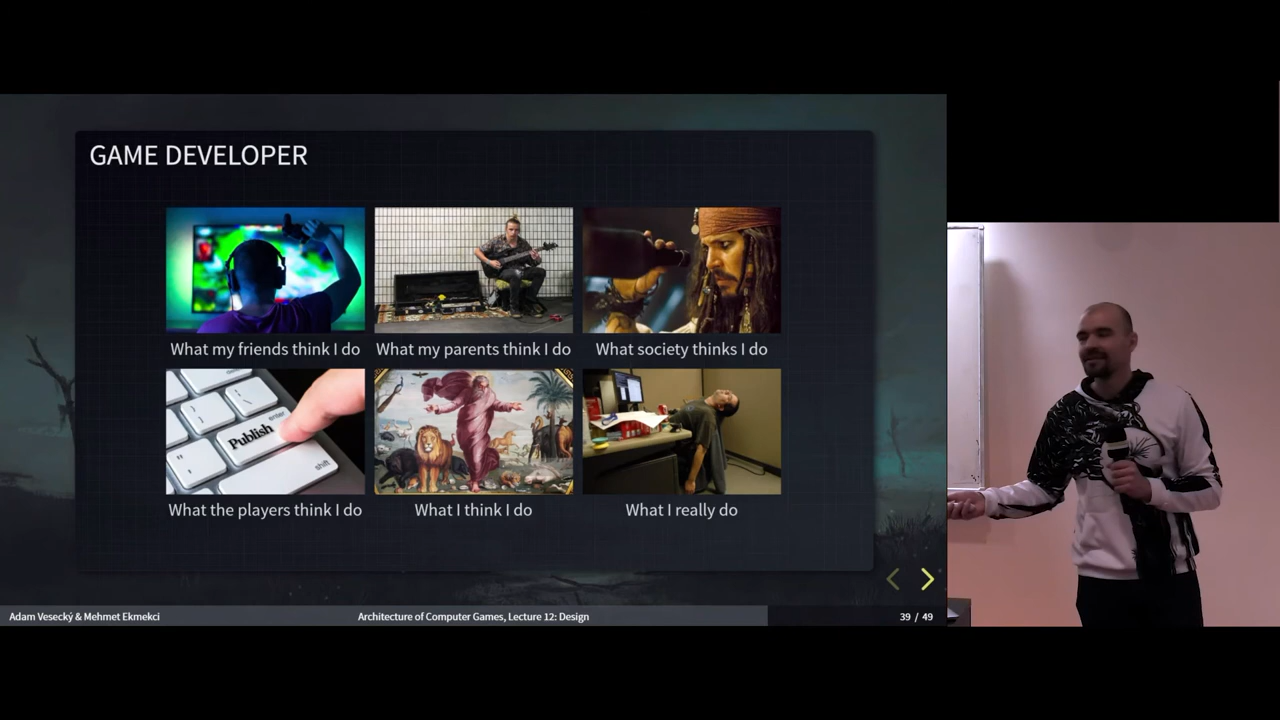 GAME DEVELOPER
What my friends think I do
What my parents think I do
What society thinks I do
Publish
enter
shift
What the players think I do
What I think I do
What I really do
Adam Vesecký & Mehmet Ekmekci
Architecture of Computer Games, Lecture 12: Design
39 / 49